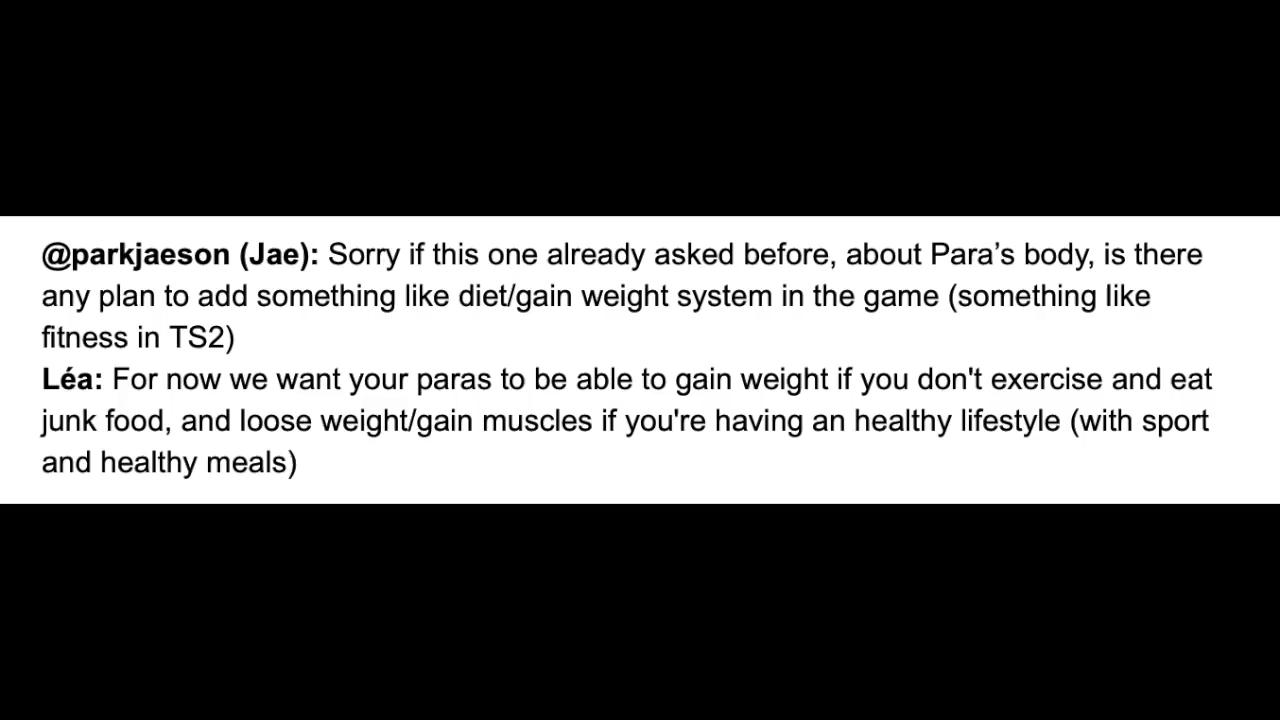 @parkjaeson (Jae): Sorry if this one already asked before, about Para’s body, is there
any plan to add something like diet/gain weight system in the game (something like
fitness in TS2)
Léa: For now we want your paras to be able to gain weight if you don't exercise and eat
junk food, and loose weight/gain muscles if you're having an healthy lifestyle (with sport
and healthy meals)